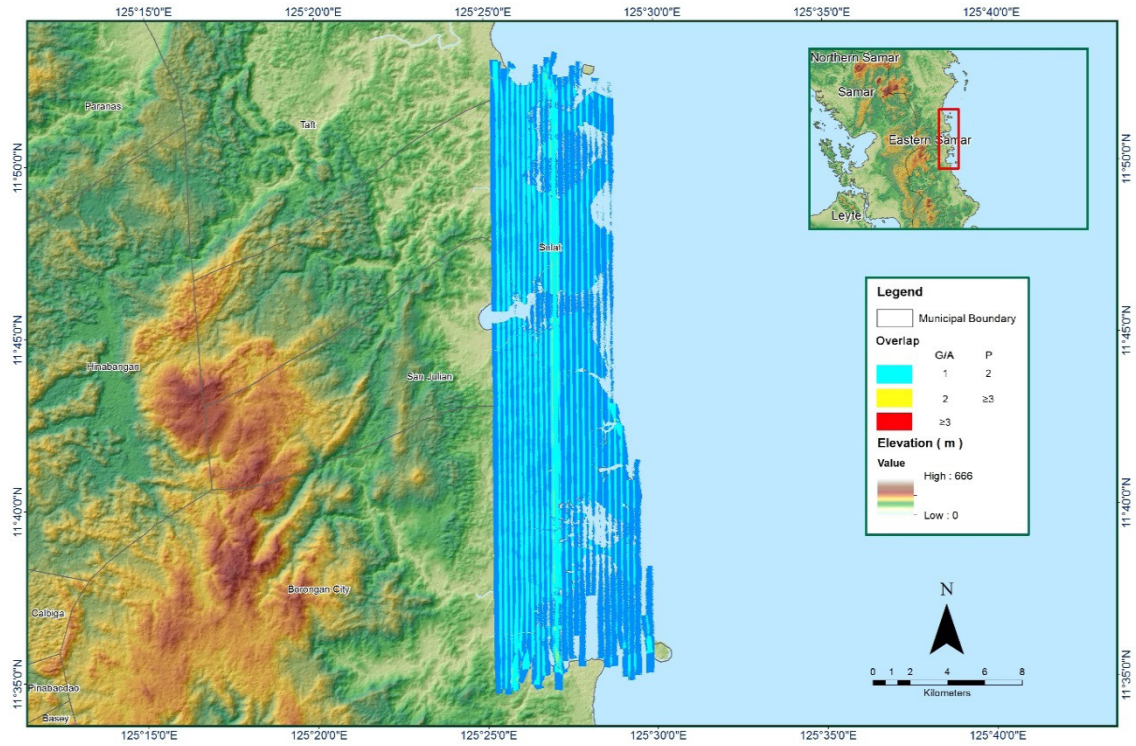 125°15'0"E 125°20'0"E 125°25'0"E 125°30'0"E 125°35'0"E 125°40'0"E
Northern Samar
Samar
Eastern Samar
Leyte
Paranas
Taft
11°50'0"N 11°50'0"N
Sulat
11°45'0"N 11°45'0"N
Hinabangan
San Julian
Legend
Municipal Boundary
Overlap
G/A P
1 2
2 ≥3
≥3
Elevation ( m )
Value
High : 666
Low : 0
11°40'0"N 11°40'0"N
Borongan City
Calbiga
N
11°35'0"N 11°35'0"N
Pinabacdao
Basey
0 1 2 4 6 8
Kilometers
125°15'0"E 125°20'0"E 125°25'0"E 125°30'0"E 125°35'0"E 125°40'0"E